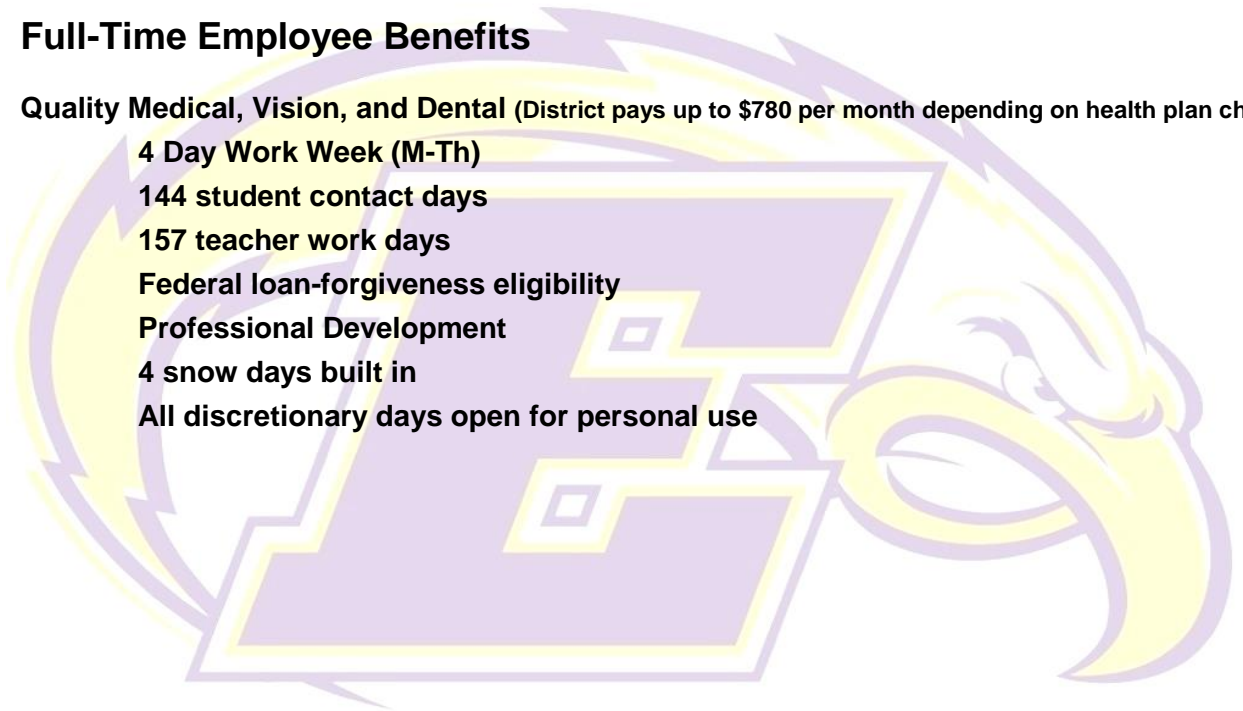 Full-Time Employee Benefits
Quality Medical, Vision, and Dental (District pays up to $780 per month depending on health plan ch
4 Day Work Week (M-Th)
144 student contact days
157 teacher work days
Federal loan-forgiveness eligibility
Professional Development
4 snow days built in
All discretionary days open for personal use
E